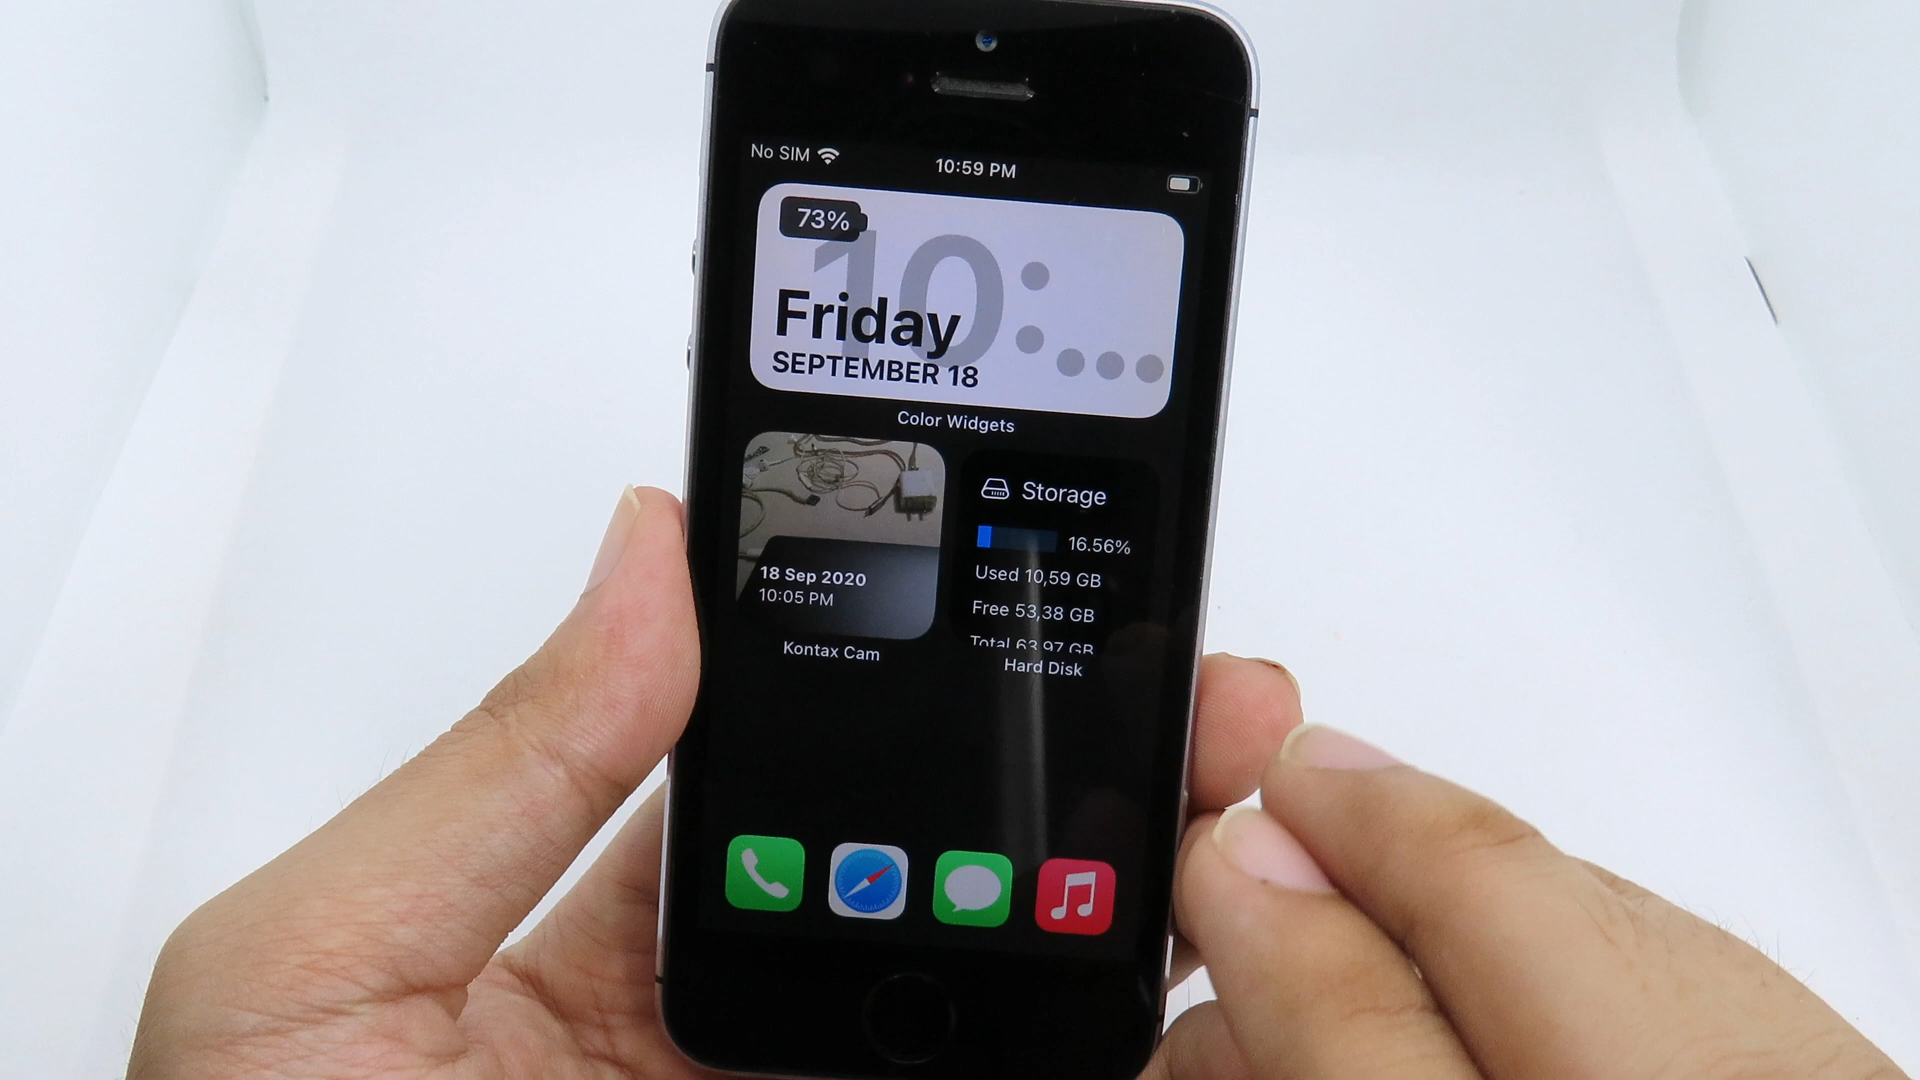 No SIM
10:59 PM
73%
10:...
Friday
SEPTEMBER 18
Color Widgets
18 Sep 2020
10:05 PM
Kontax Cam
Storage
16.56%
Used 10,59 GB
Free 53,38 GB
Total 63,97 GB
Hard Disk